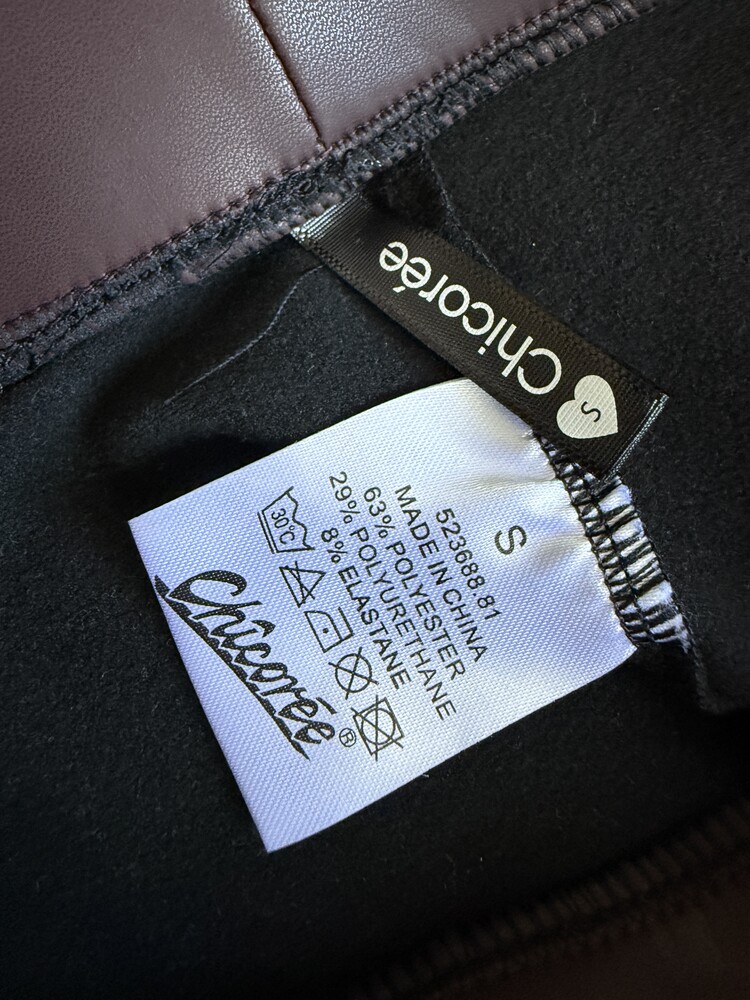 S
Chicorée
S
523688.81
MADE IN CHINA
63% POLYESTER
29% POLYURETHANE
8% ELASTANE
30°C
Chicorée®